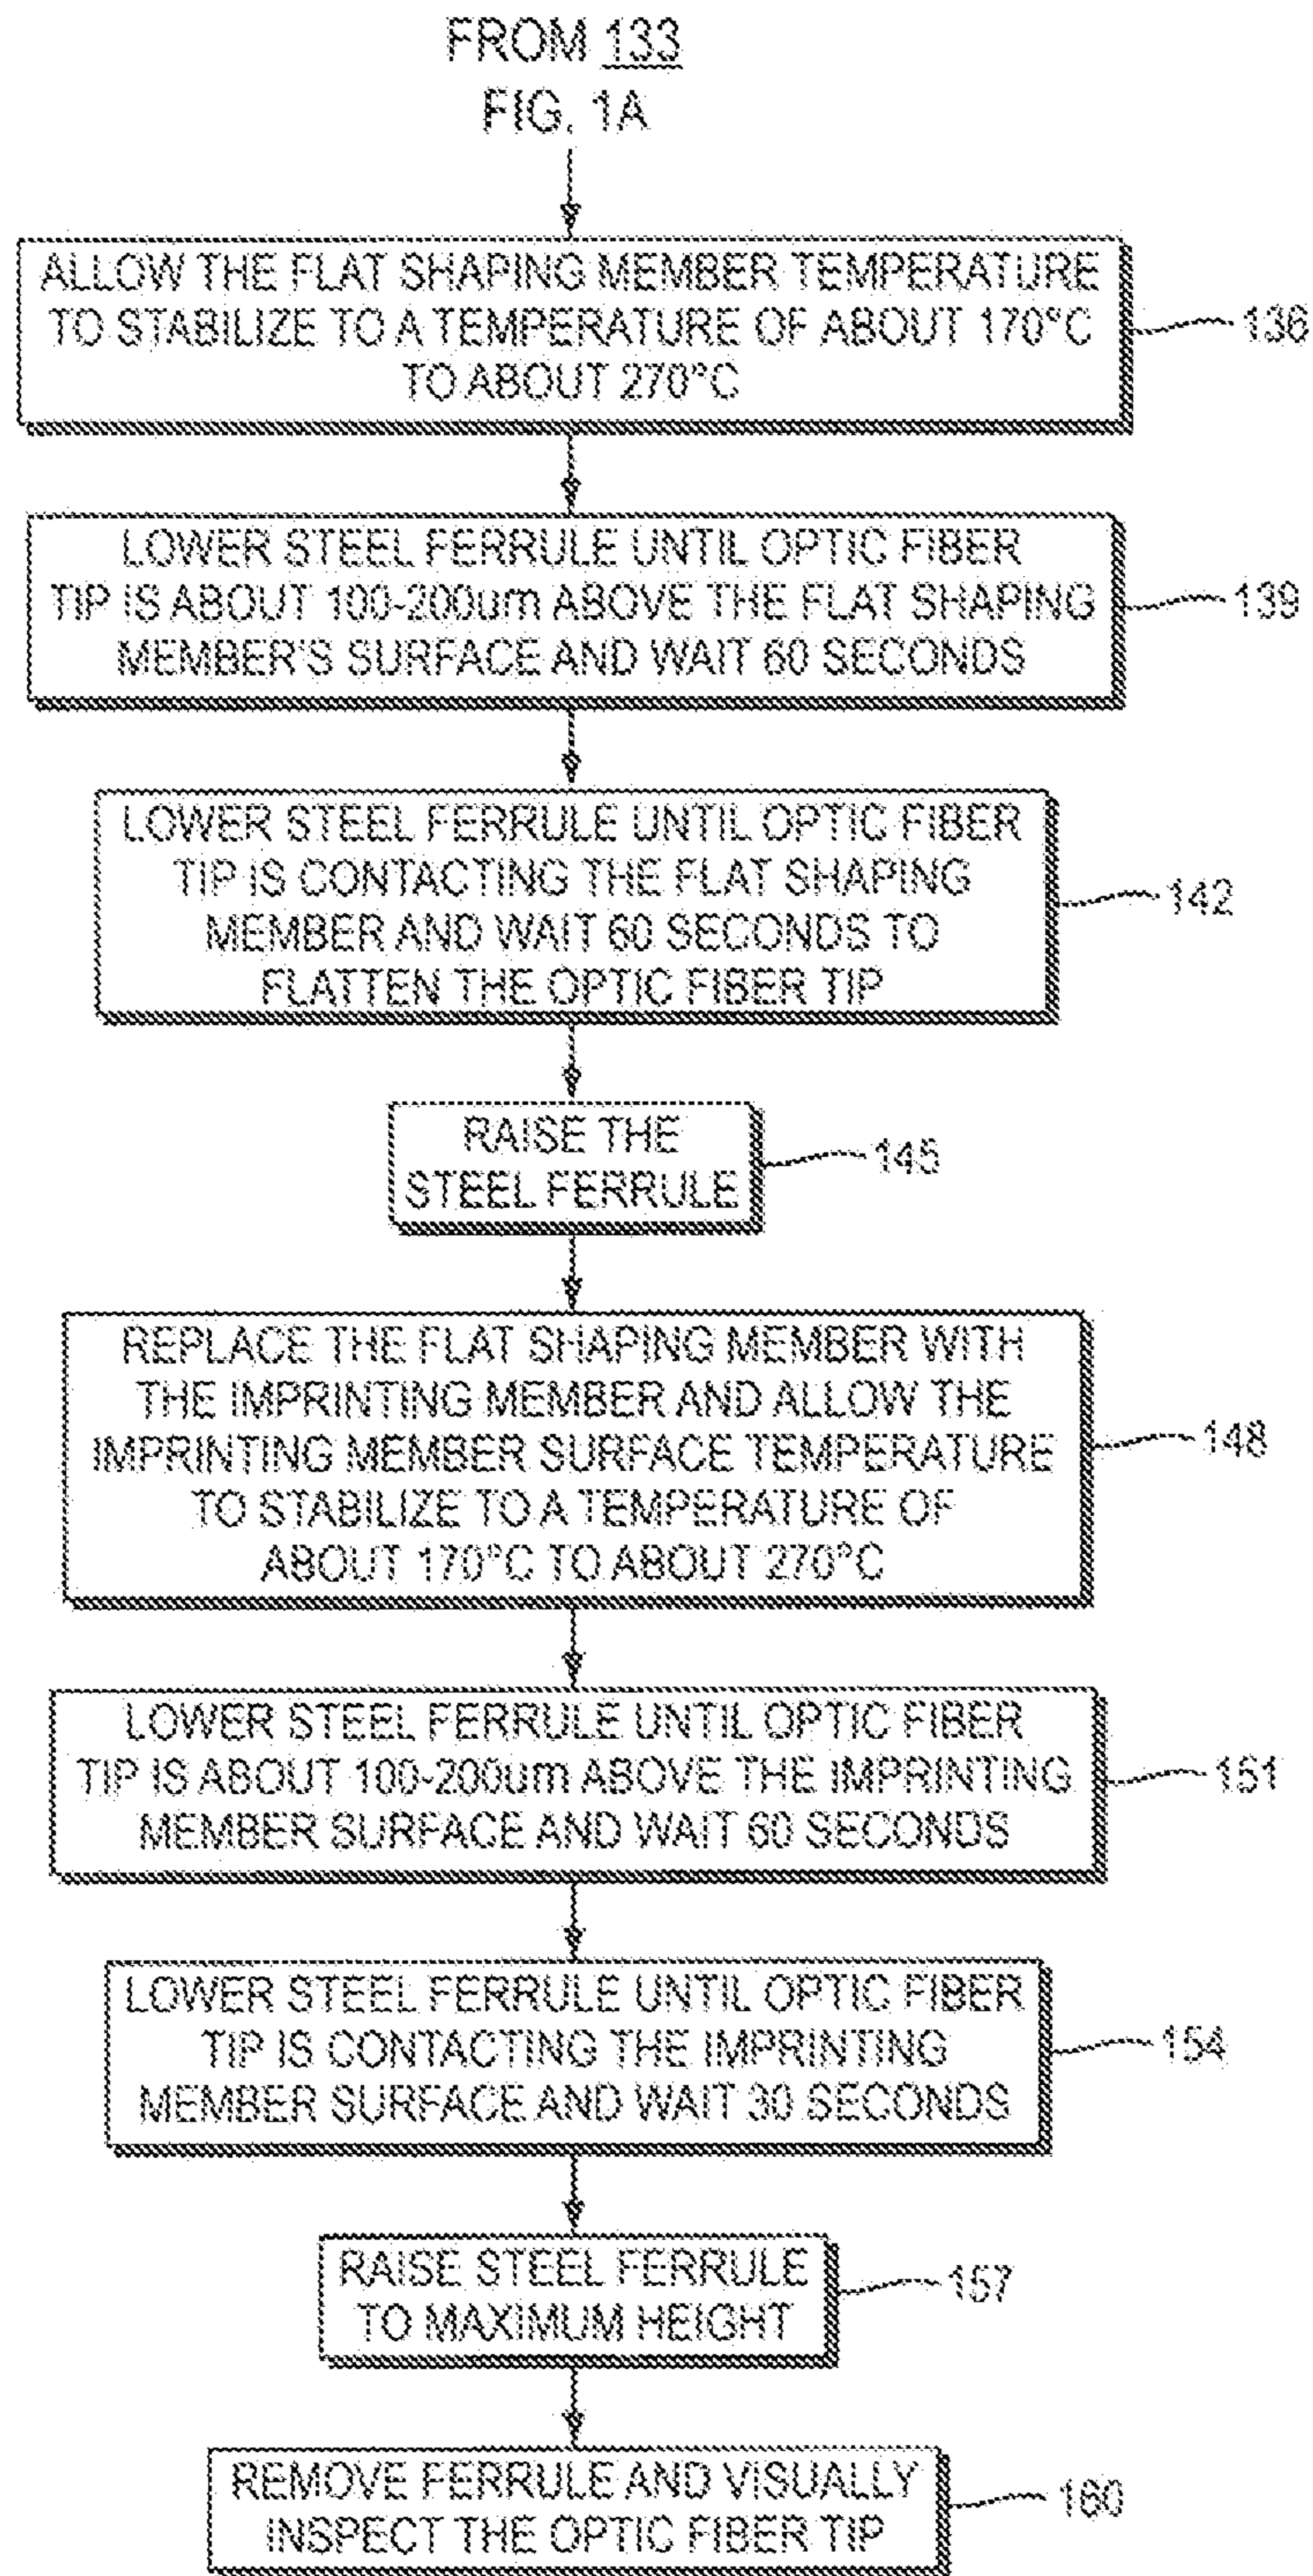 FROM 133
FIG. 1A
ALLOW THE FLAT SHAPING MEMBER TEMPERATURE
TO STABILIZE TO A TEMPERATURE OF ABOUT 170°C
TO ABOUT 270°C
136
LOWER STEEL FERRULE UNTIL OPTIC FIBER
TIP IS ABOUT 100-200um ABOVE THE FLAT SHAPING
MEMBER'S SURFACE AND WAIT 60 SECONDS
139
LOWER STEEL FERRULE UNTIL OPTIC FIBER
TIP IS CONTACTING THE FLAT SHAPING
MEMBER AND WAIT 60 SECONDS TO
FLATTEN THE OPTIC FIBER TIP
142
RAISE THE
STEEL FERRULE
145
REPLACE THE FLAT SHAPING MEMBER WITH
THE IMPRINTING MEMBER AND ALLOW THE
IMPRINTING MEMBER SURFACE TEMPERATURE
TO STABILIZE TO A TEMPERATURE OF
ABOUT 170°C TO ABOUT 270°C
148
LOWER STEEL FERRULE UNTIL OPTIC FIBER
TIP IS ABOUT 100-200um ABOVE THE IMPRINTING
MEMBER SURFACE AND WAIT 60 SECONDS
151
LOWER STEEL FERRULE UNTIL OPTIC FIBER
TIP IS CONTACTING THE IMPRINTING
MEMBER SURFACE AND WAIT 30 SECONDS
154
RAISE STEEL FERRULE
TO MAXIMUM HEIGHT
157
REMOVE FERRULE AND VISUALLY
INSPECT THE OPTIC FIBER TIP
160